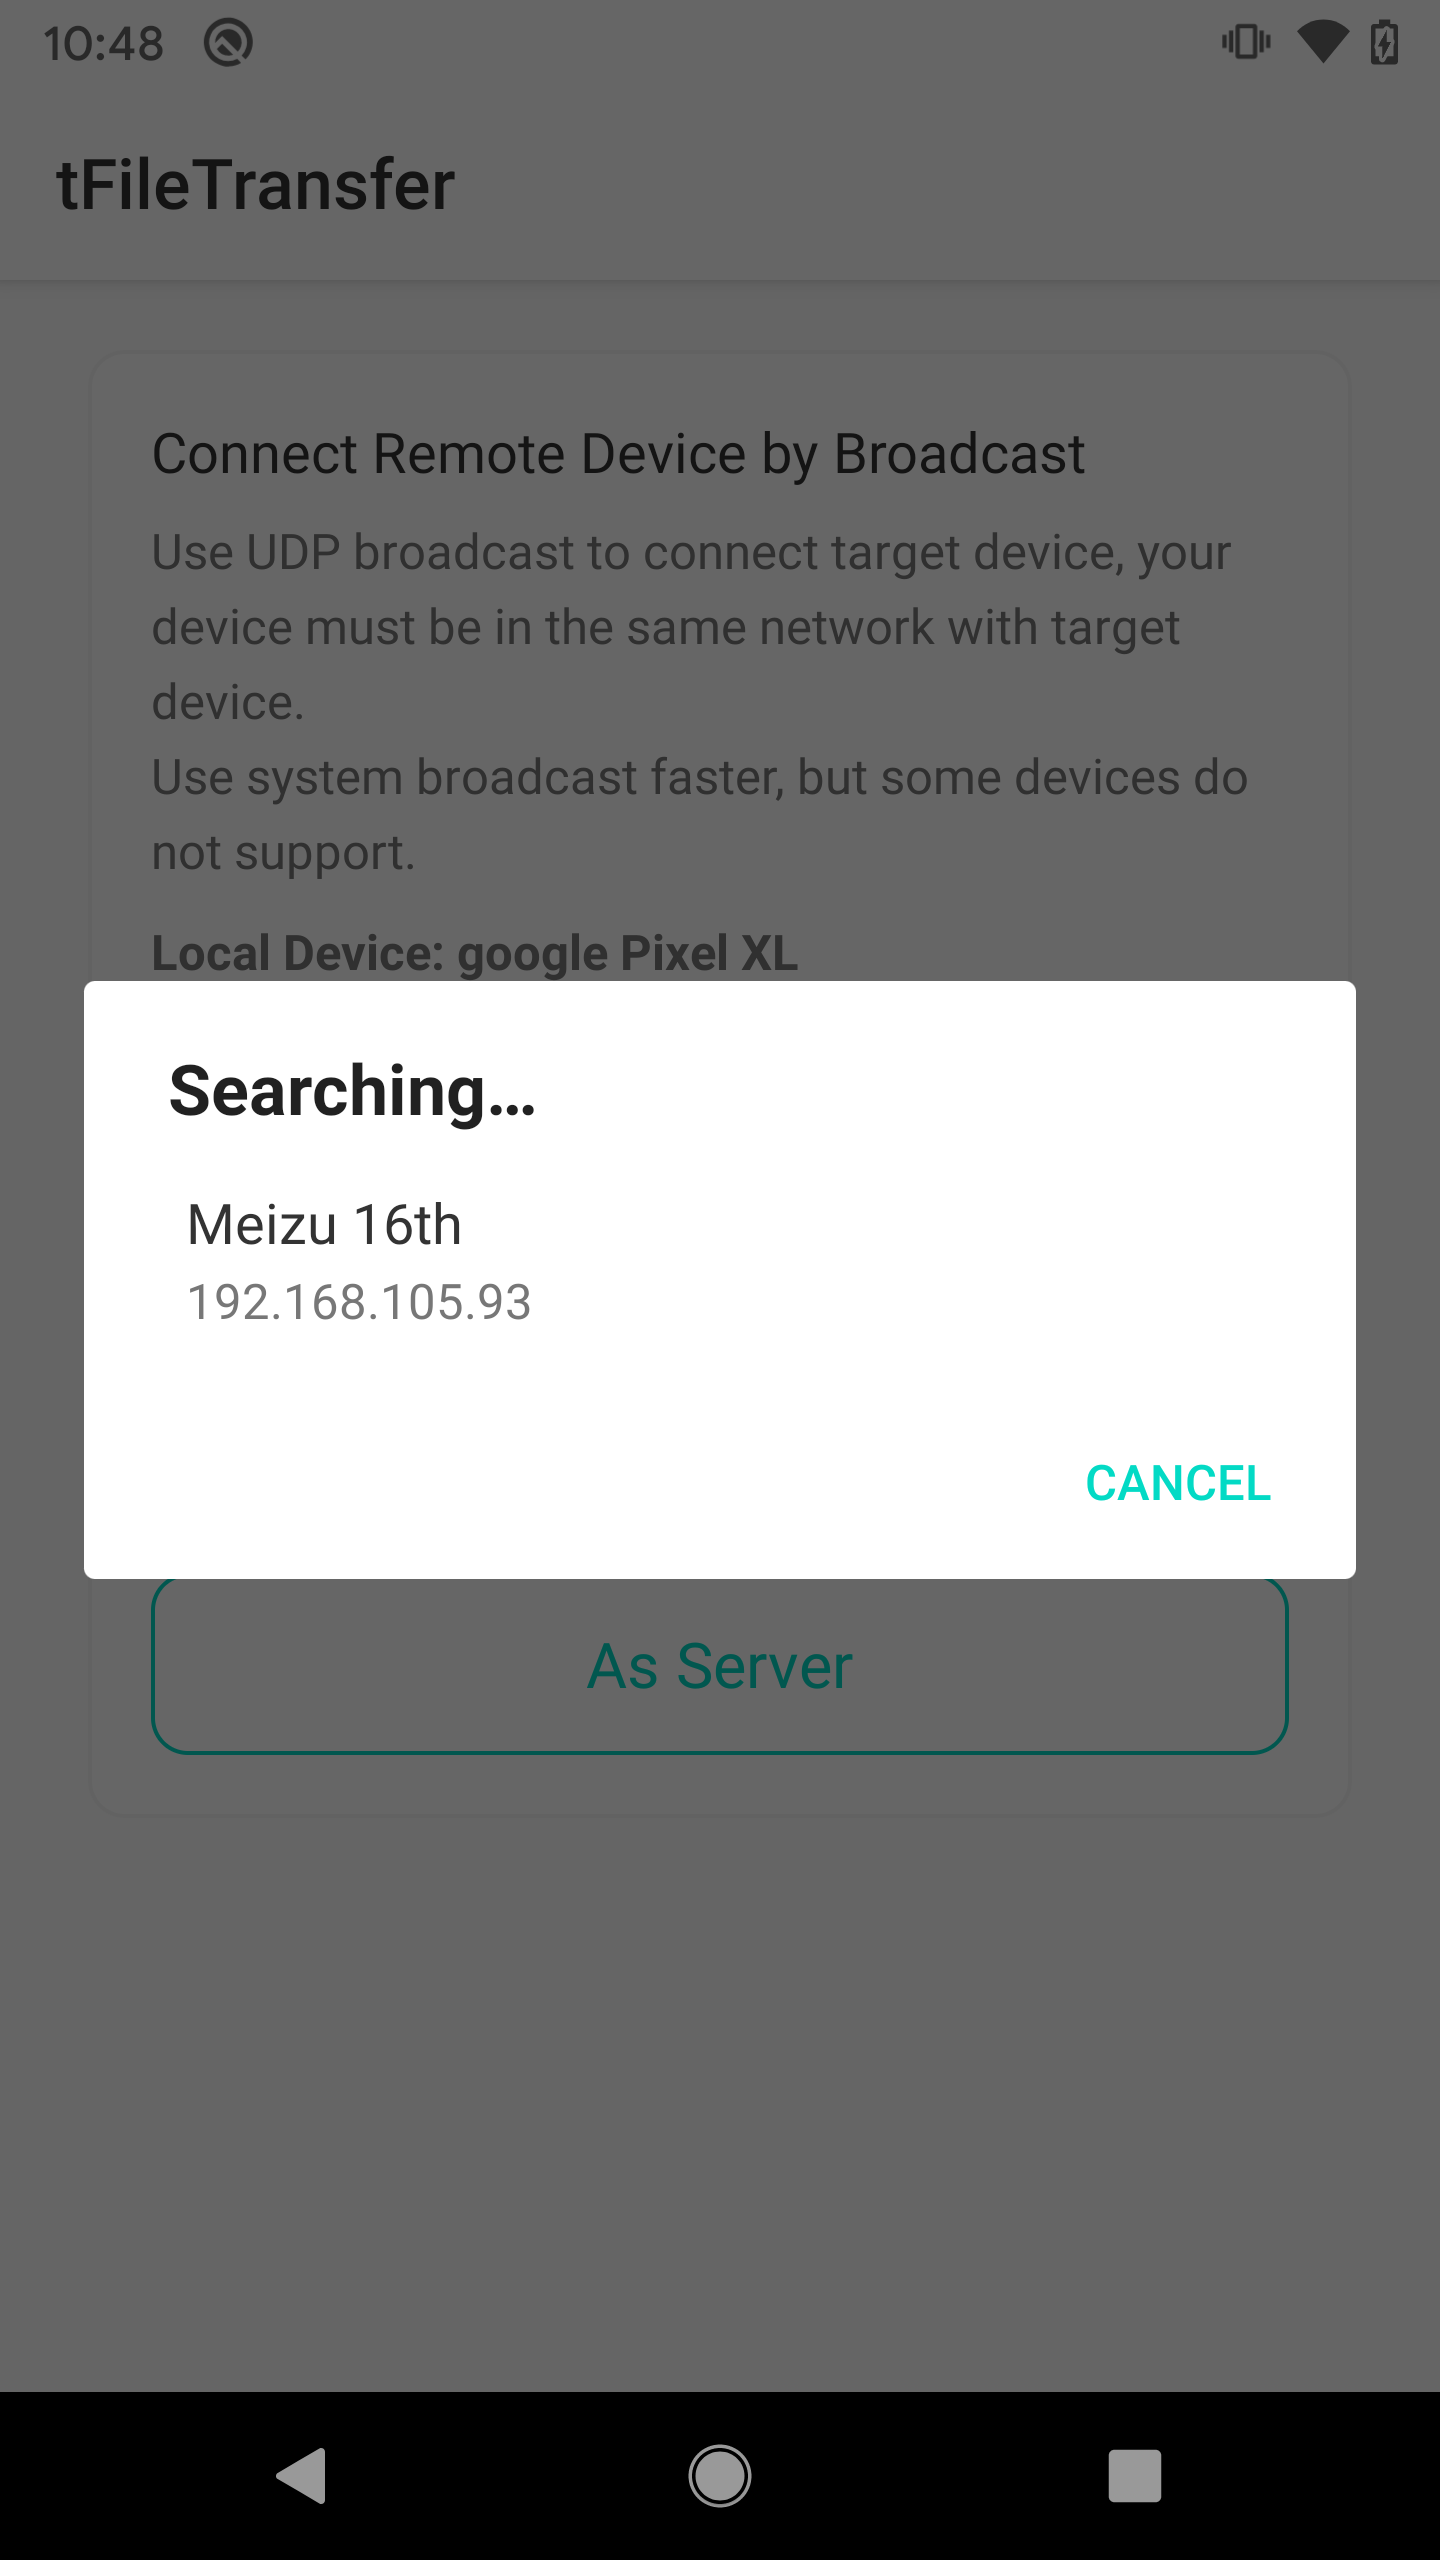 10:48
tFileTransfer
Connect Remote Device by Broadcast
Use UDP broadcast to connect target device, your
device must be in the same network with target
device.
Use system broadcast faster, but some devices do
not support.
Local Device: google Pixel XL
Searching...
Meizu 16th
192.168.105.93
CANCEL
As Server